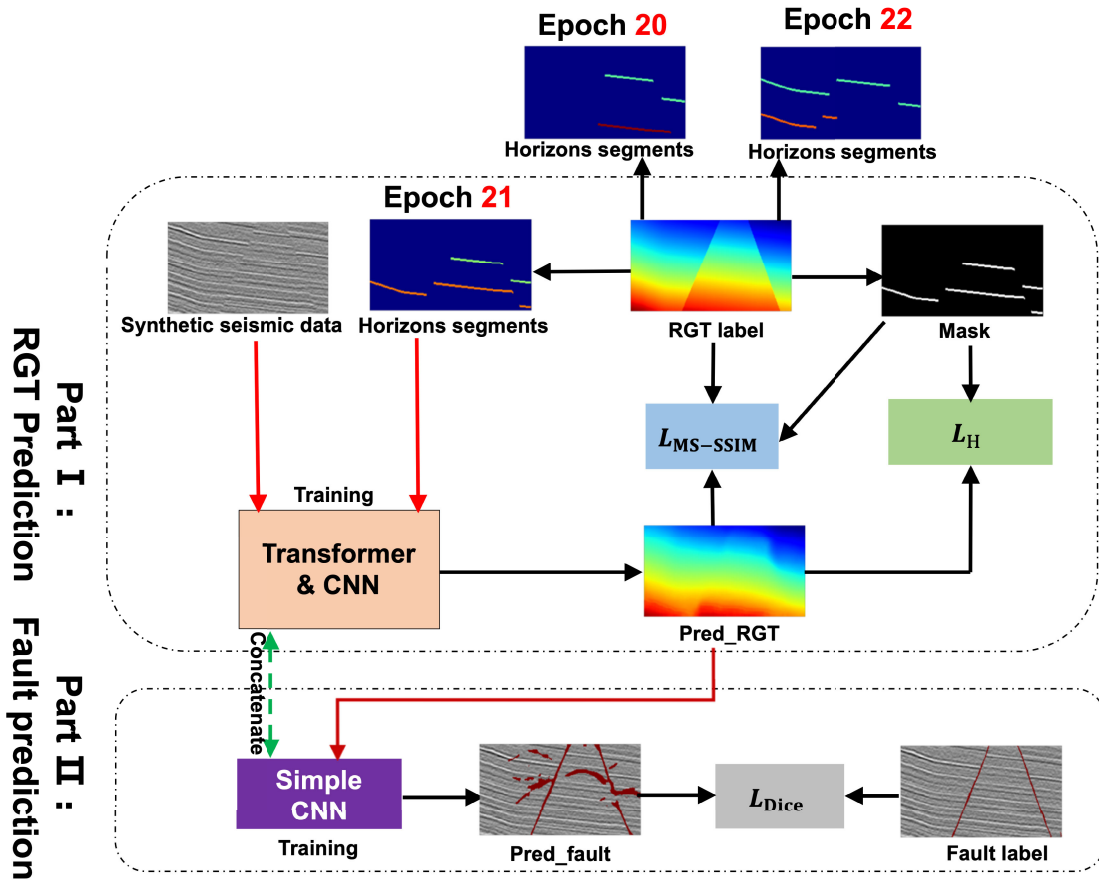 Epoch 20
Epoch 22
Horizons segments
Horizons segments
Epoch 21
Synthetic seismic data
Horizons segments
RGT label
Mask
Part I :
RGT Prediction
L_MS−SSIM
L_H
Training
Transformer
& CNN
Pred_RGT
Concatenate
Part II :
Fault prediction
Simple
CNN
Training
Pred_fault
L_Dice
Fault label